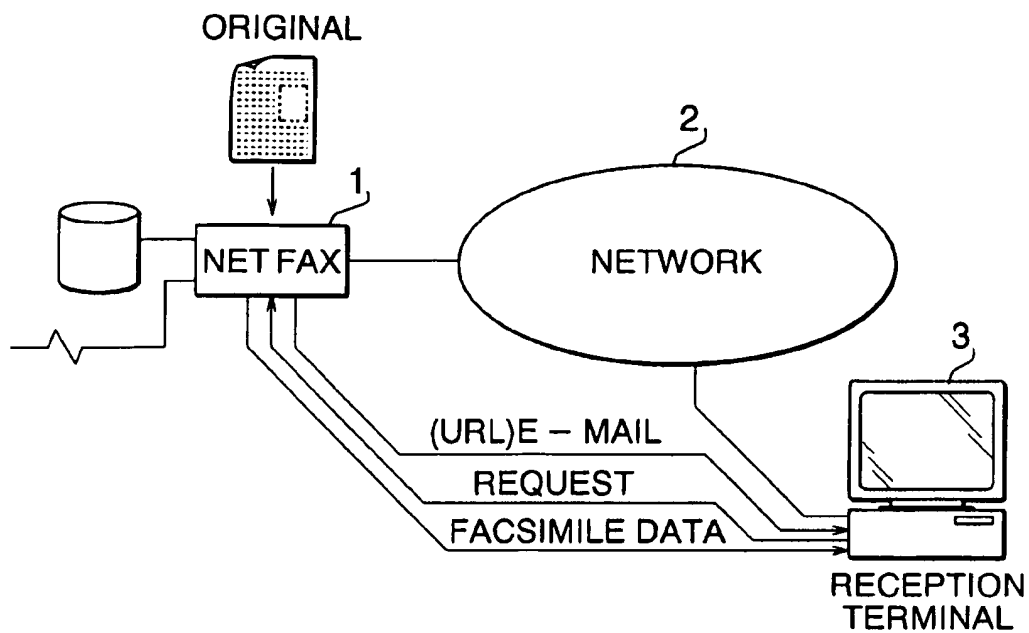 ORIGINAL
1
2
NET FAX
NETWORK
3
(URL)E – MAIL
REQUEST
FACSIMILE DATA
RECEPTION
TERMINAL